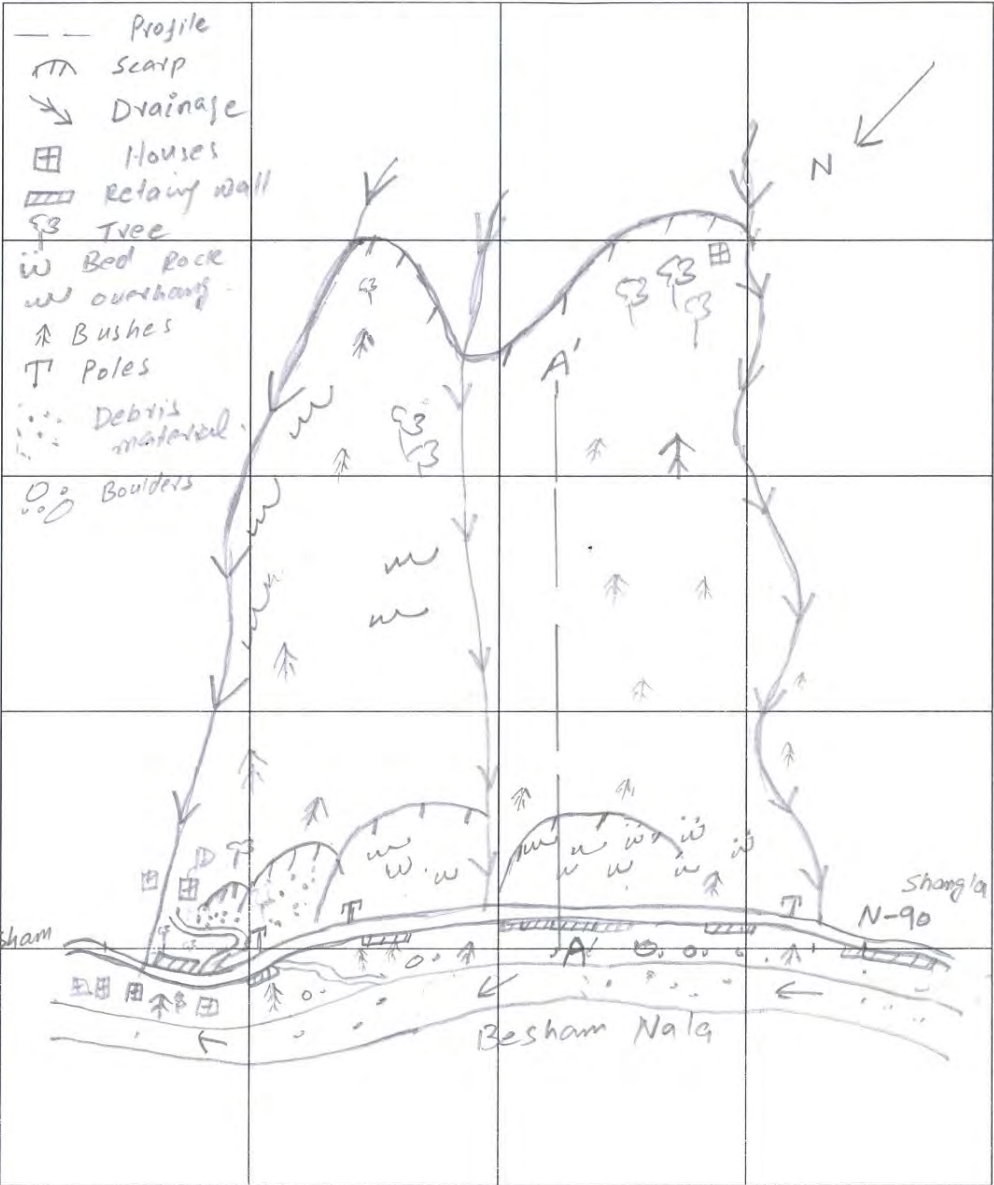 Profile
Scarp
Drainage
Houses
Retaing wall
Tree
Bed Rock
overhang
Bushes
Poles
Debris
material
Boulders
N
A'
Shangla
N-90
sham
A
Besham Nala